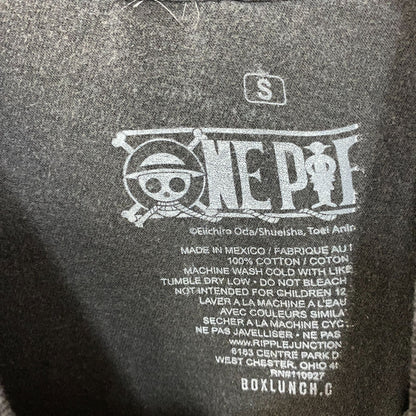 S
ONE PIE
©Eiichiro Oda/Shueisha, Toei Anim
MADE IN MEXICO / FABRIQUE AU
100% COTTON / COTON
MACHINE WASH COLD WITH LIKE
TUMBLE DRY LOW - DO NOT BLEACH
NOT INTENDED FOR CHILDREN 12
LAVER A LA MACHINE A L'EAU
AVEC COULEURS SIMILA
SECHER A LA MACHINE CYC
NE PAS JAVELLISER - NE PAS
WWW.RIPPLEJUNCTION
6183 CENTRE PARK D
WEST CHESTER, OHIO 4
RN#110927
BOXLUNCH.C